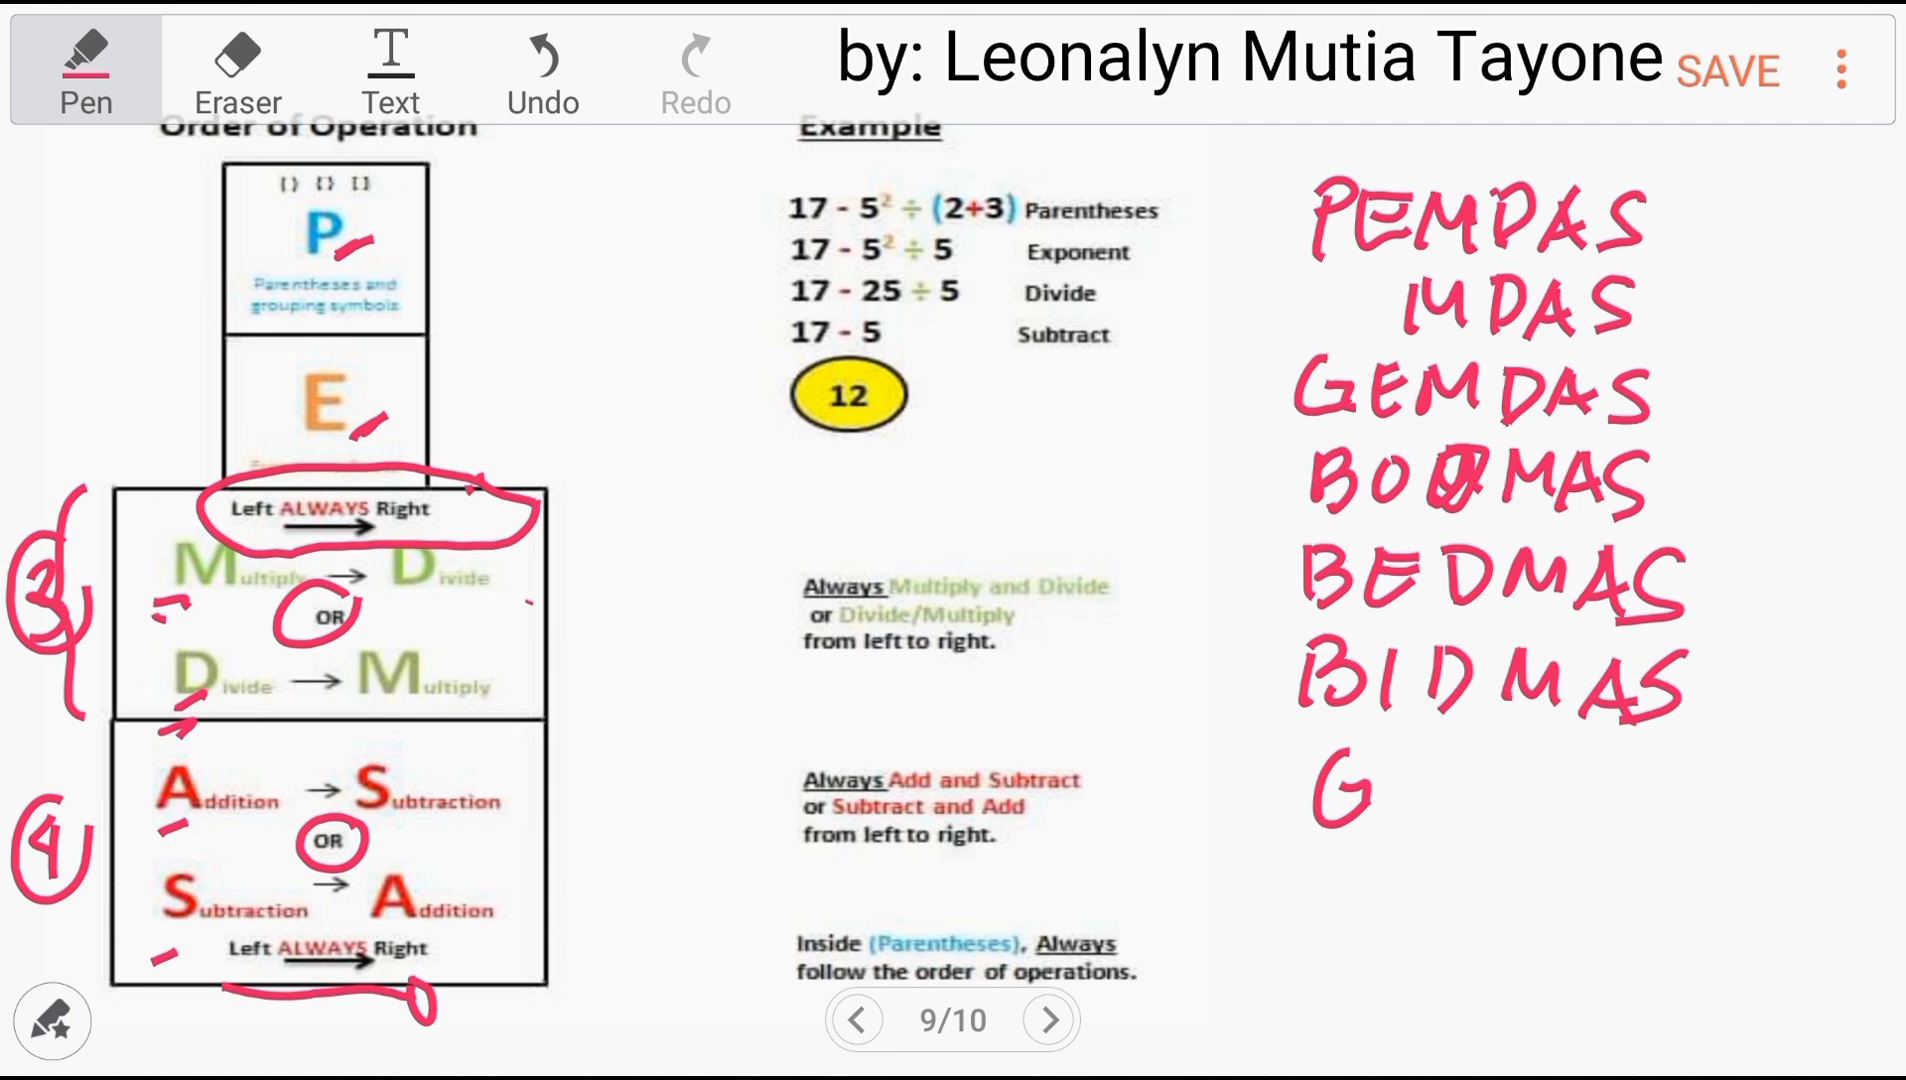 Pen
Eraser
Text
Undo
Redo
by: Leonalyn Mutia Tayone
SAVE
Order of Operation
() {} []
P
Parentheses and
grouping symbols
E
Left ALWAYS Right
Multiply → Divide
OR
Divide → Multiply
Addition → Subtraction
OR
Subtraction → Addition
Left ALWAYS Right
3
4
Example
17 - 5² ÷ (2+3) Parentheses
17 - 5² ÷ 5 Exponent
17 - 25 ÷ 5 Divide
17 - 5 Subtract
12
Always Multiply and Divide
or Divide/Multiply
from left to right.
Always Add and Subtract
or Subtract and Add
from left to right.
Inside (Parentheses), Always
follow the order of operations.
PEMDAS
MDAS
GEMDAS
BODMAS
BEDMAS
BIDMAS
G
9/10